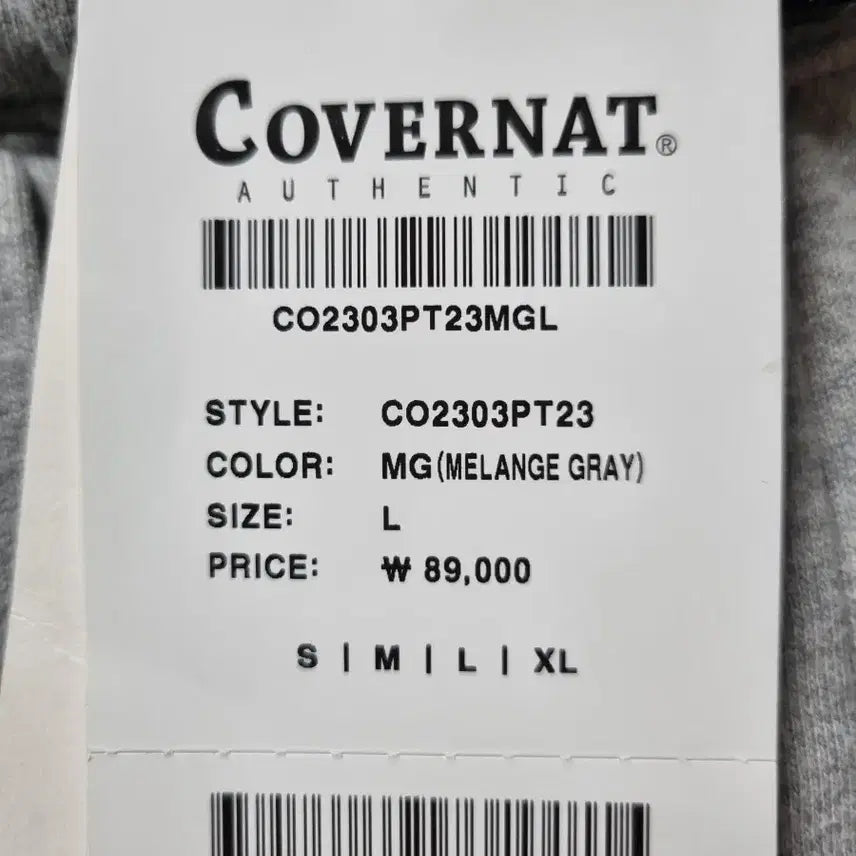 COVERNAT®
AUTHENTIC
CO2303PT23MGL
STYLE: CO2303PT23
COLOR: MG(MELANGE GRAY)
SIZE: L
PRICE: ₩ 89,000
S | M | L | XL